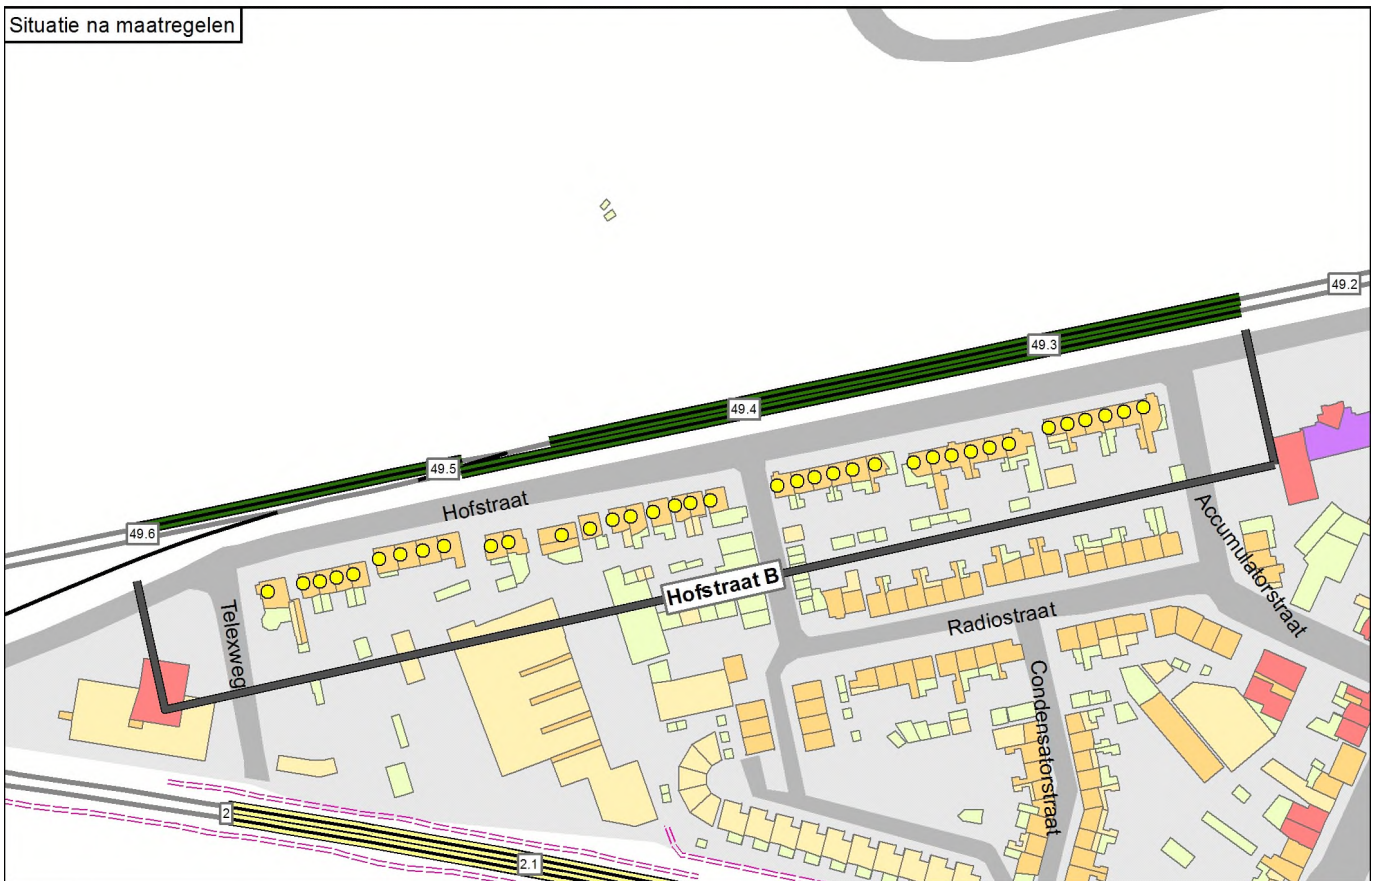 Situatie na maatregelen
49.2
49.3
49.4
49.5
49.6
Hofstraat
Hofstraat B
Accumulatorstraat
Telexweg
Radiostraat
Condensatorstraat
2
2.1